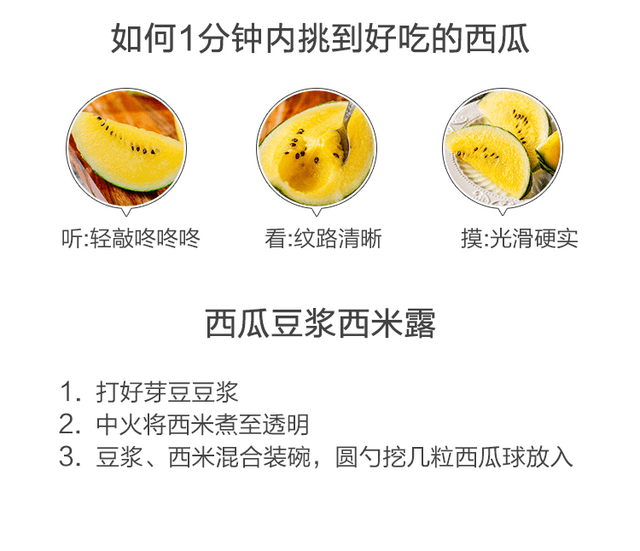 如何1分钟内挑到好吃的西瓜
听:轻敲咚咚咚
看:纹路清晰
摸:光滑硬实
西瓜豆浆西米露
1. 打好芽豆豆浆
2. 中火将西米煮至透明
3. 豆浆、西米混合装碗，圆勺挖几粒西瓜球放入